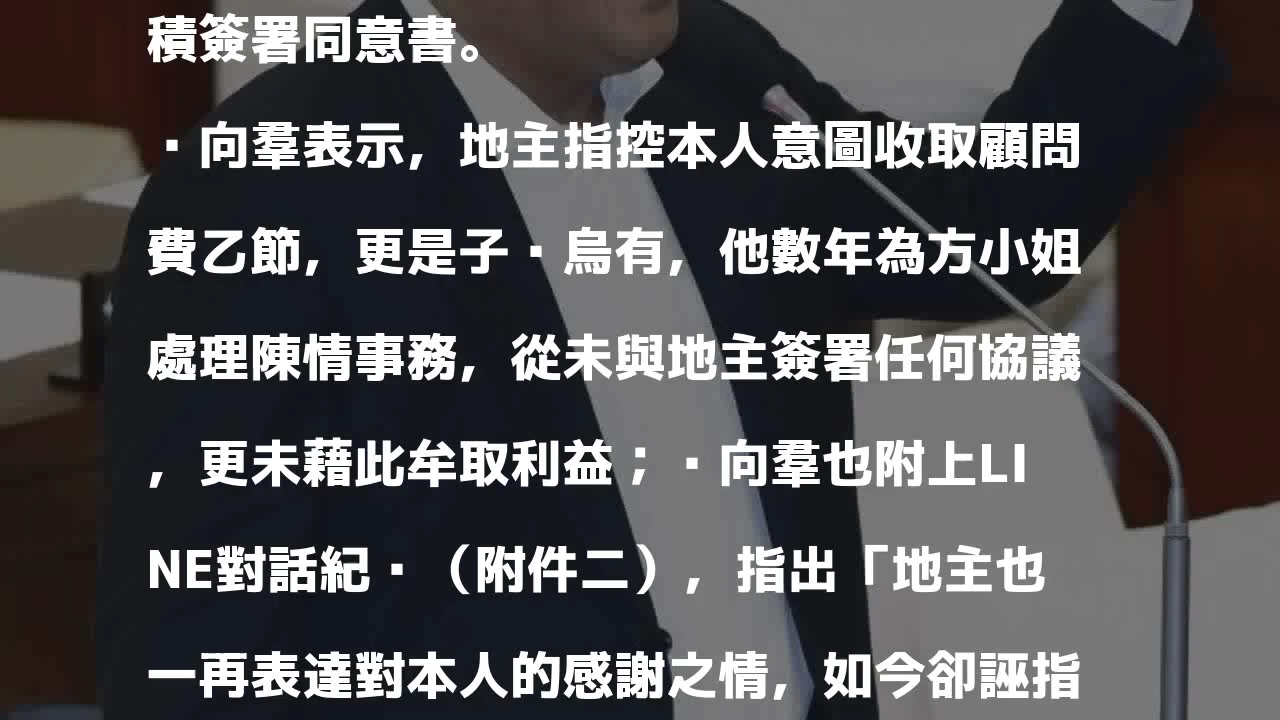 積簽署同意書。
▪向羣表示，地主指控本人意圖收取顧問
費乙節，更是子▪烏有，他數年為方小姐
處理陳情事務，從未與地主簽署任何協議
，更未藉此牟取利益；▪向羣也附上LI
NE對話紀▪（附件二），指出「地主也
一再表達對本人的感謝之情，如今卻誣指